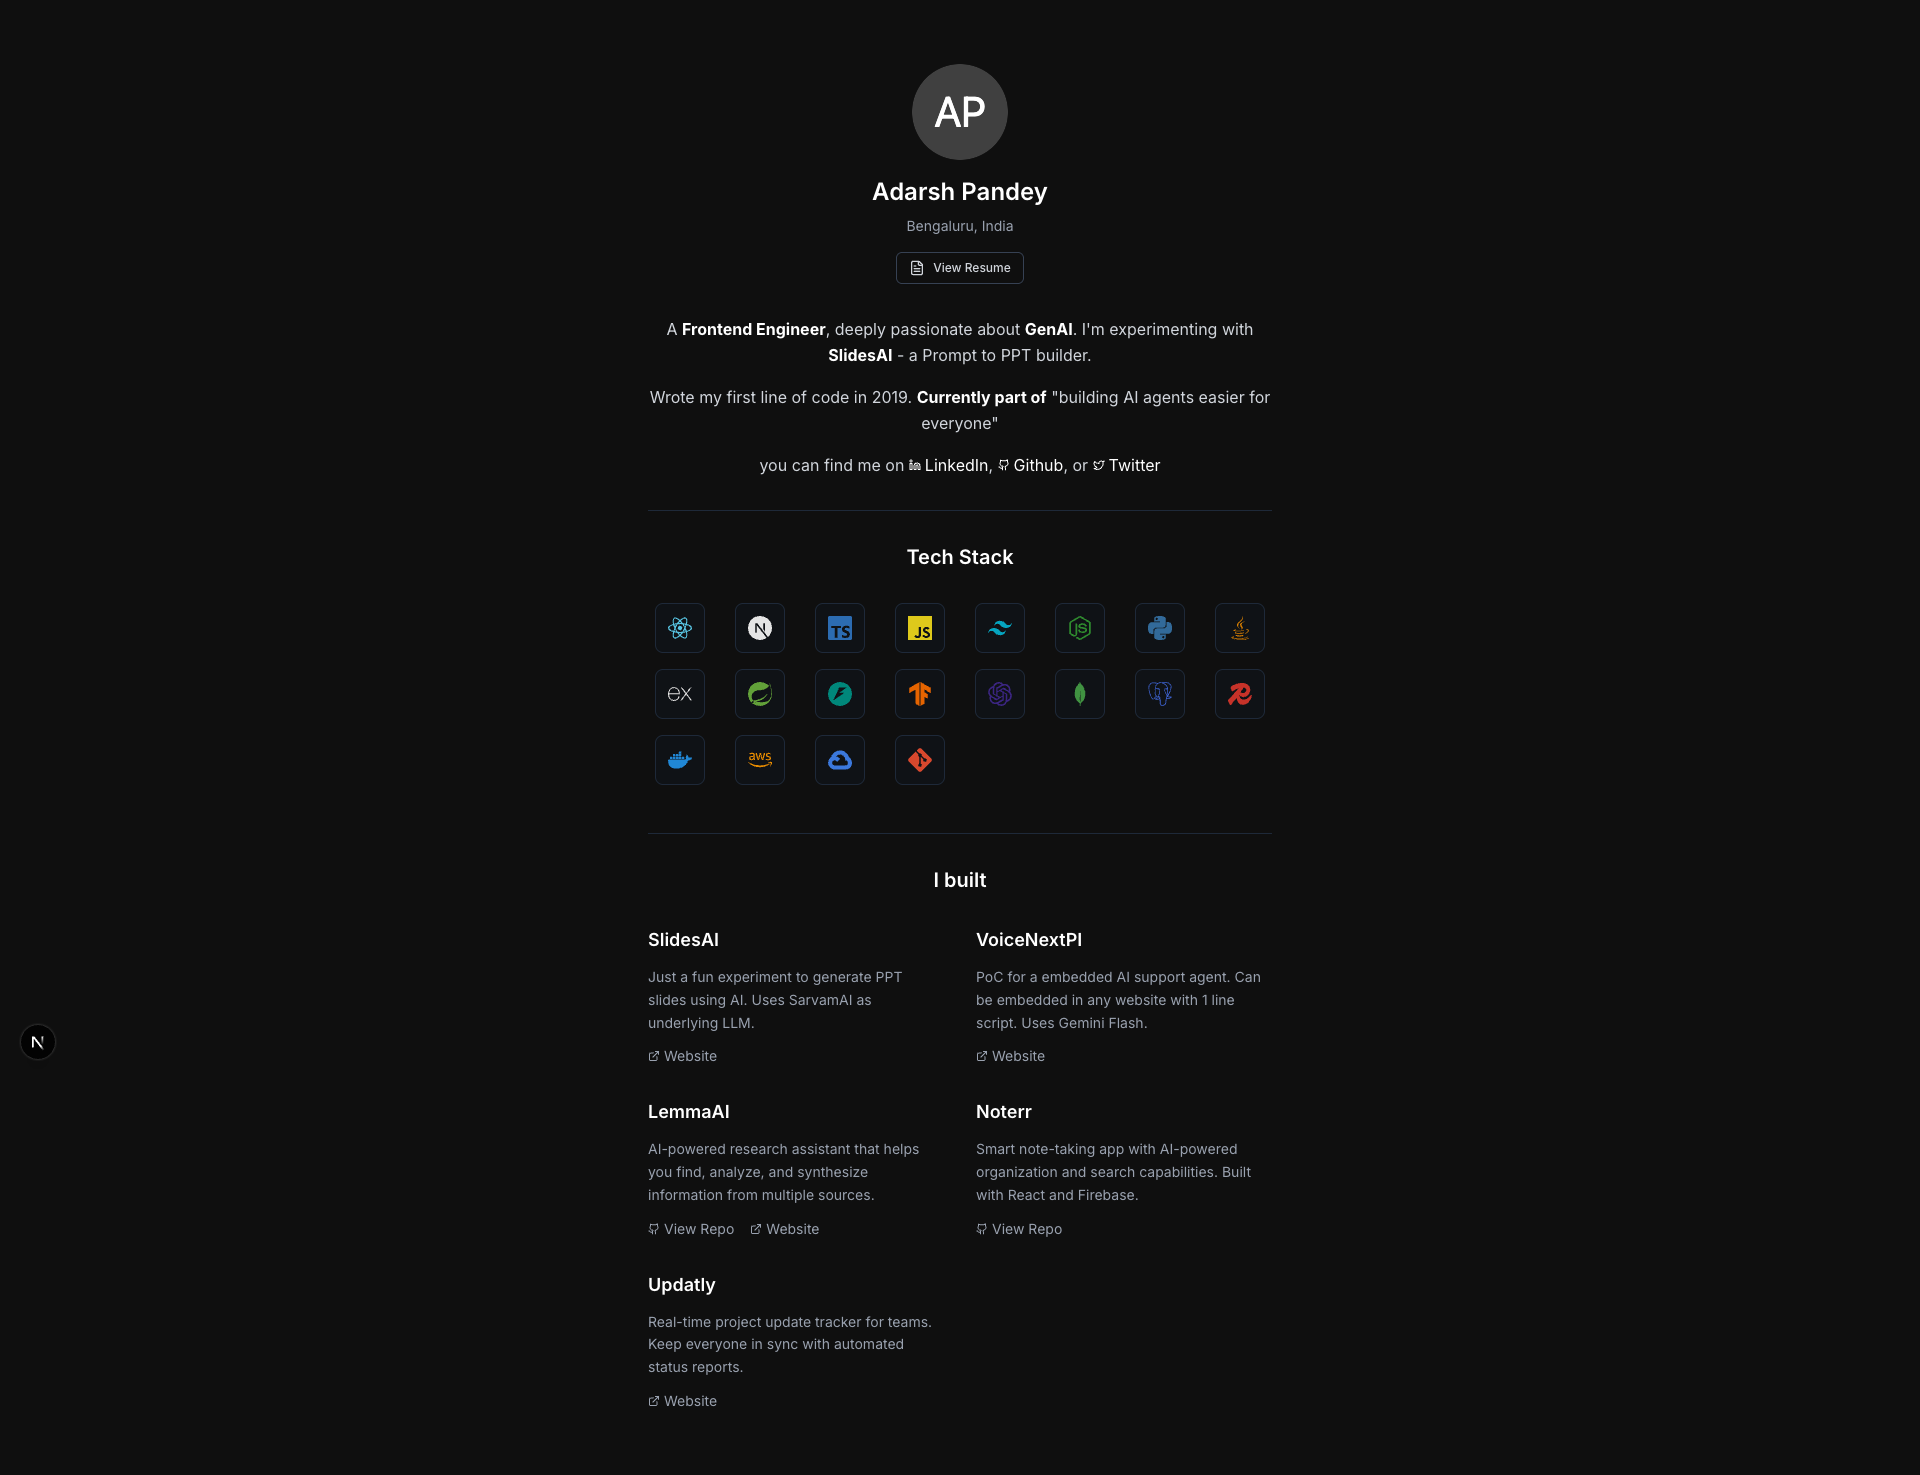 AP
Adarsh Pandey
Bengaluru, India
View Resume
A Frontend Engineer, deeply passionate about GenAI. I'm experimenting with
SlidesAI - a Prompt to PPT builder.
Wrote my first line of code in 2019. Currently part of "building AI agents easier for
everyone"
you can find me on LinkedIn, Github, or Twitter
Tech Stack
N
TS
JS
JS
ex
aws
I built
SlidesAI
Just a fun experiment to generate PPT
slides using AI. Uses SarvamAI as
underlying LLM.
Website
VoiceNextPI
PoC for a embedded AI support agent. Can
be embedded in any website with 1 line
script. Uses Gemini Flash.
Website
N
LemmaAI
AI-powered research assistant that helps
you find, analyze, and synthesize
information from multiple sources.
View Repo Website
Noterr
Smart note-taking app with AI-powered
organization and search capabilities. Built
with React and Firebase.
View Repo
Updatly
Real-time project update tracker for teams.
Keep everyone in sync with automated
status reports.
Website